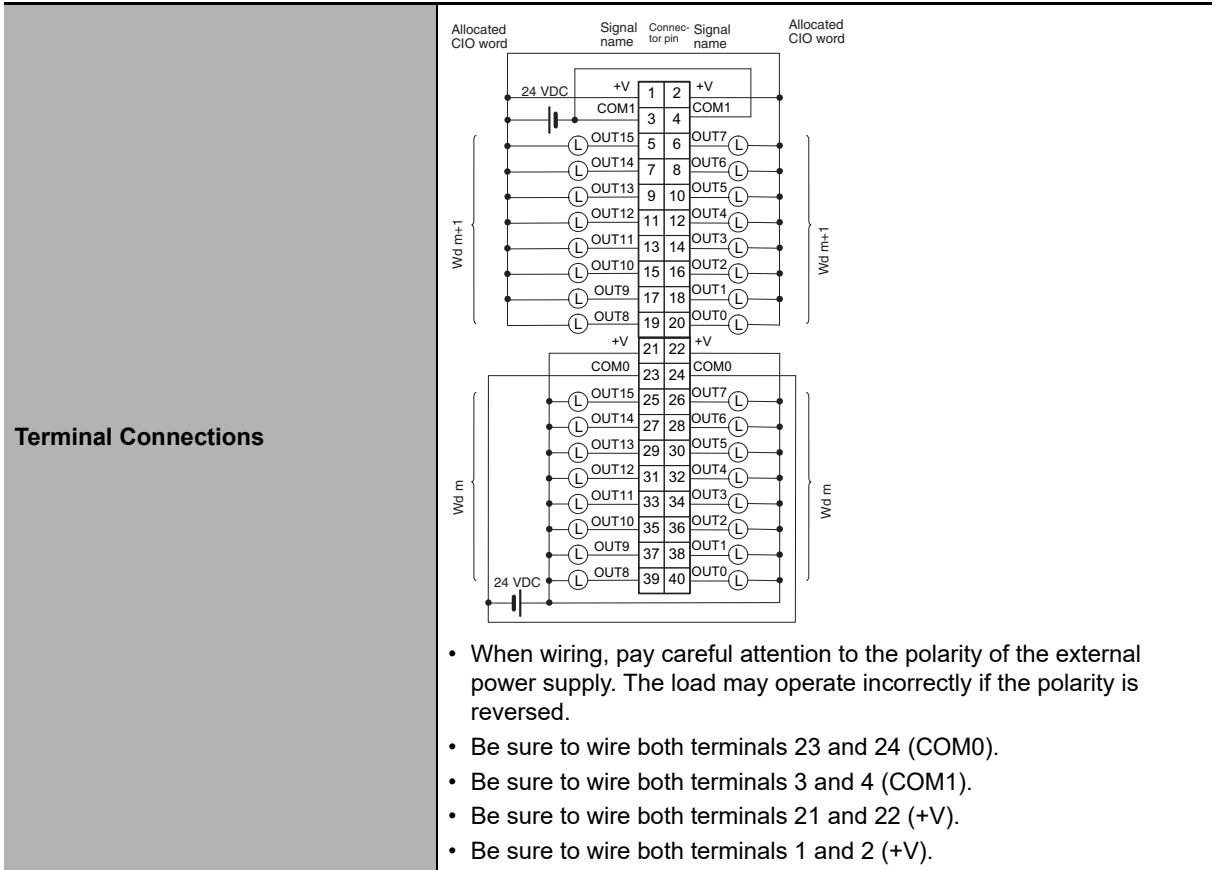 Terminal Connections
Allocated CIO word
Signal name
Connec-tor pin
Signal name
Allocated CIO word
24 VDC
+V 1 2 +V
COM1 3 4 COM1
L OUT15 5 6 OUT7 L
L OUT14 7 8 OUT6 L
L OUT13 9 10 OUT5 L
L OUT12 11 12 OUT4 L
L OUT11 13 14 OUT3 L
L OUT10 15 16 OUT2 L
L OUT9 17 18 OUT1 L
L OUT8 19 20 OUT0 L
Wd m+1
Wd m+1
+V 21 22 +V
COM0 23 24 COM0
L OUT15 25 26 OUT7 L
L OUT14 27 28 OUT6 L
L OUT13 29 30 OUT5 L
L OUT12 31 32 OUT4 L
L OUT11 33 34 OUT3 L
L OUT10 35 36 OUT2 L
L OUT9 37 38 OUT1 L
L OUT8 39 40 OUT0 L
Wd m
Wd m
24 VDC
• When wiring, pay careful attention to the polarity of the external
power supply. The load may operate incorrectly if the polarity is
reversed.
• Be sure to wire both terminals 23 and 24 (COM0).
• Be sure to wire both terminals 3 and 4 (COM1).
• Be sure to wire both terminals 21 and 22 (+V).
• Be sure to wire both terminals 1 and 2 (+V).